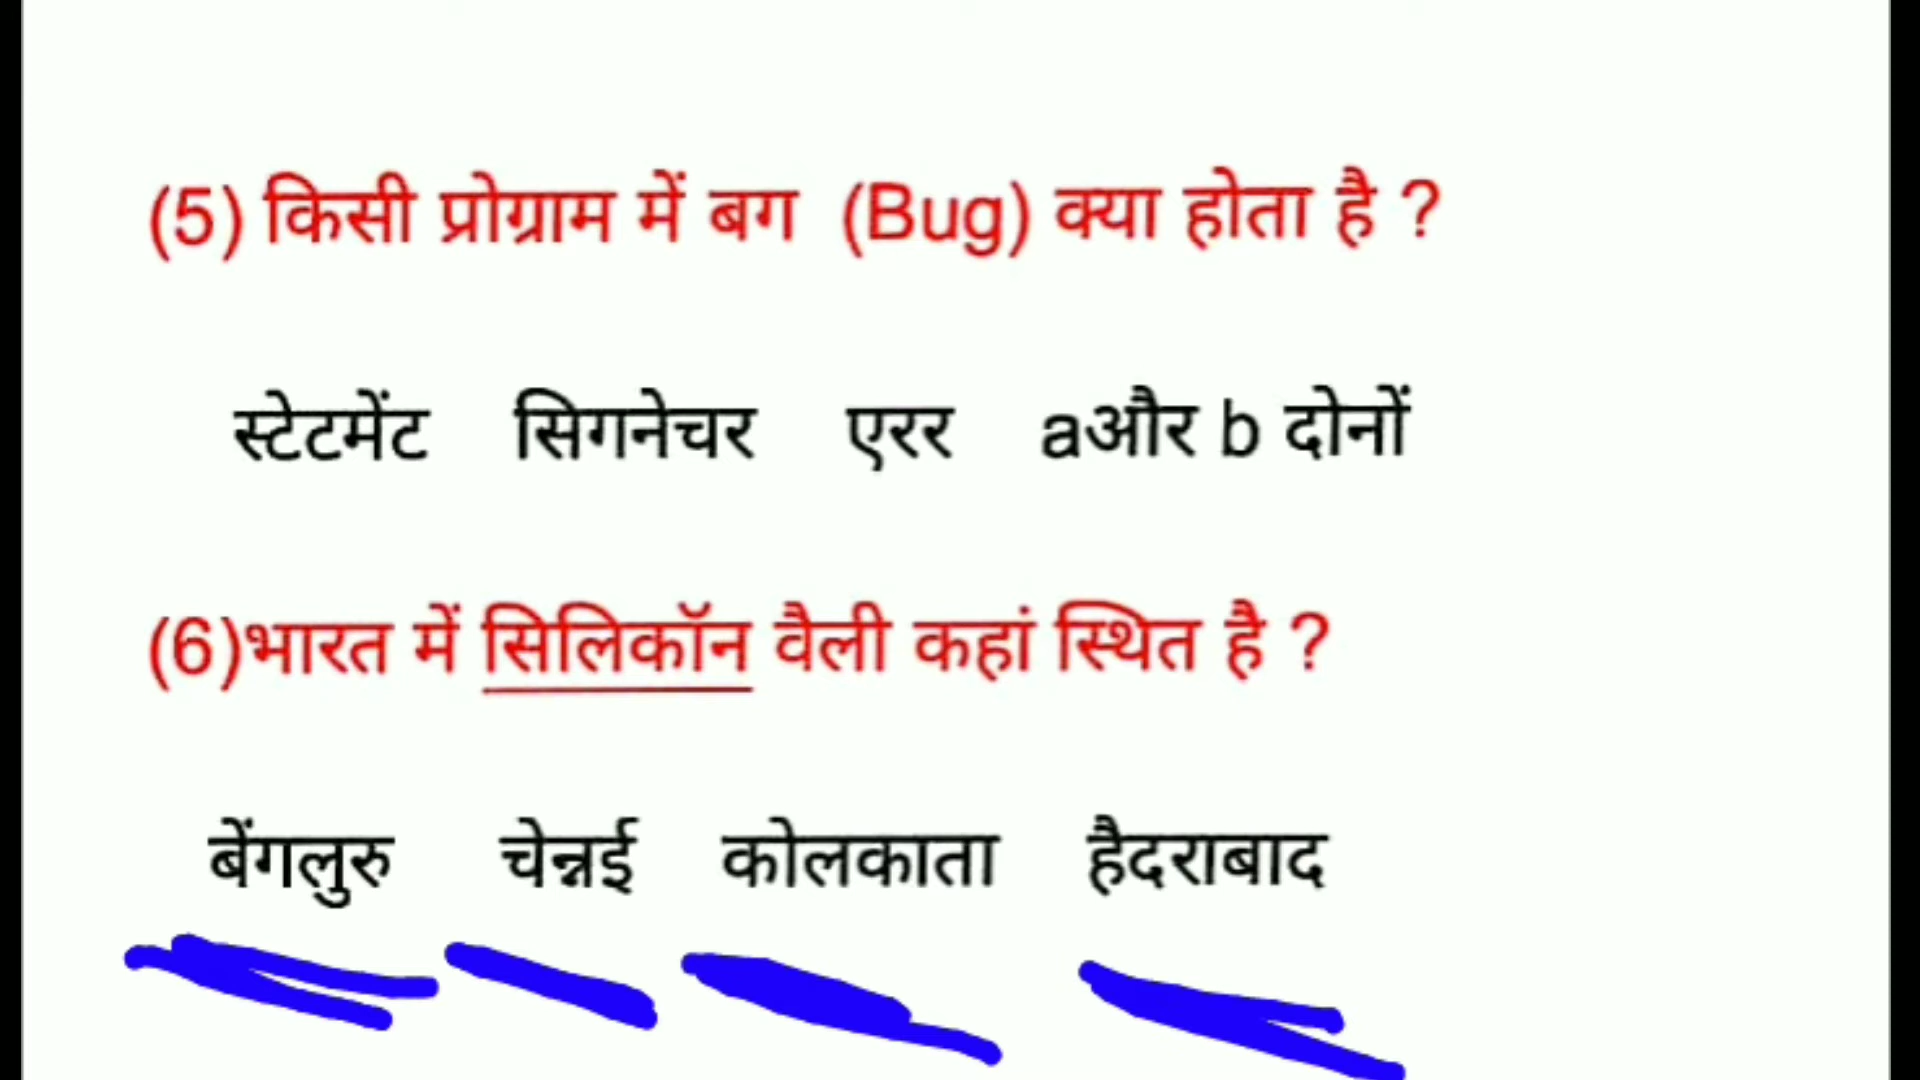 (5) किसी प्रोग्राम में बग (Bug) क्या होता है ?
स्टेटमेंट सिगनेचर एरर aऔर b दोनों
(6)भारत में सिलिकॉन वैली कहां स्थित है ?
बेंगलुरु चेन्नई कोलकाता हैदराबाद